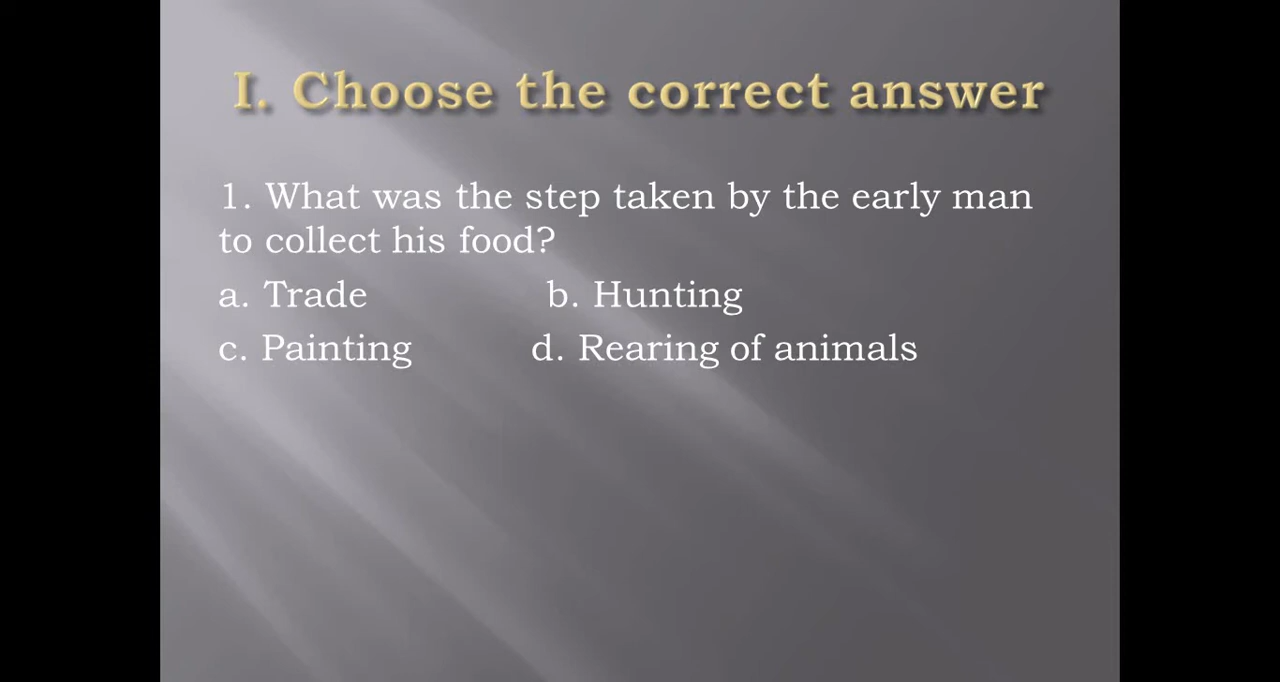 I. Choose the correct answer
1. What was the step taken by the early man
to collect his food?
a. Trade b. Hunting
c. Painting d. Rearing of animals